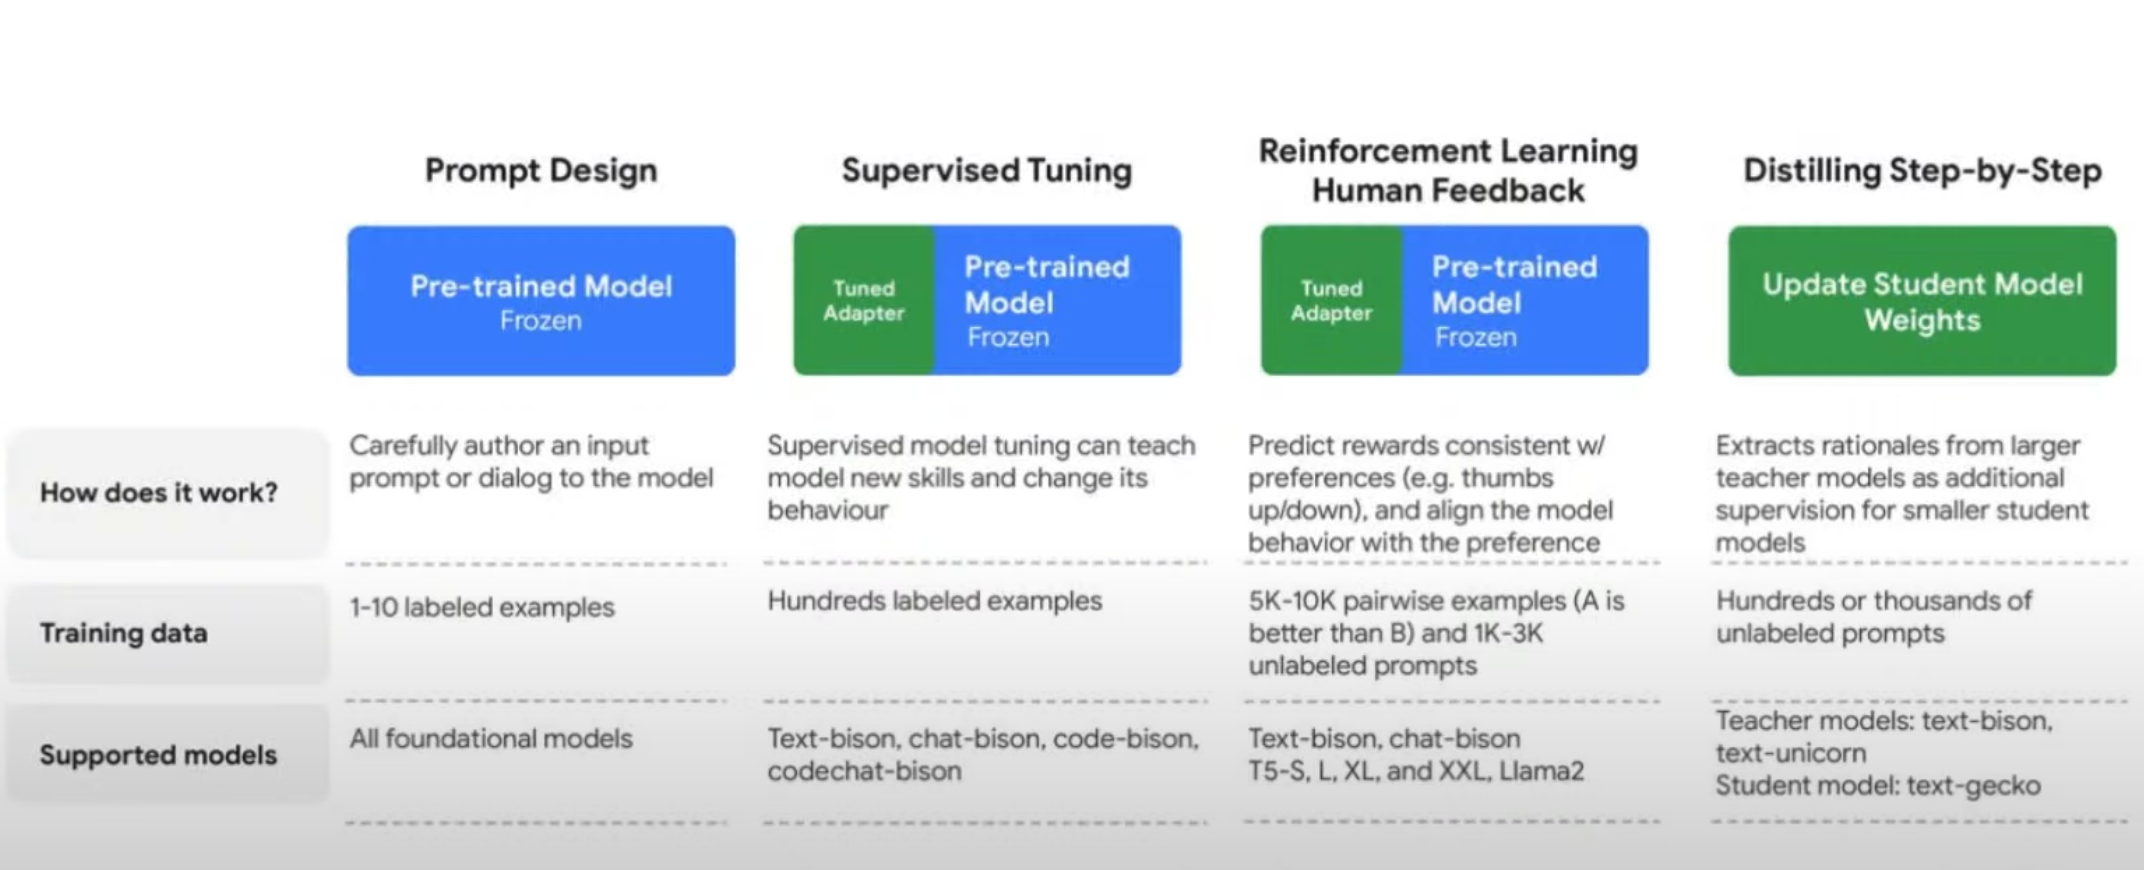 Prompt Design
Supervised Tuning
Reinforcement Learning
Human Feedback
Distilling Step-by-Step
Pre-trained Model
Frozen
Tuned
Adapter
Pre-trained
Model
Frozen
Tuned
Adapter
Pre-trained
Model
Frozen
Update Student Model
Weights
How does it work?
Carefully author an input
prompt or dialog to the model
Supervised model tuning can teach
model new skills and change its
behaviour
Predict rewards consistent w/
preferences (e.g. thumbs
up/down), and align the model
behavior with the preference
Extracts rationales from larger
teacher models as additional
supervision for smaller student
models
Training data
1-10 labeled examples
Hundreds labeled examples
5K-10K pairwise examples (A is
better than B) and 1K-3K
unlabeled prompts
Hundreds or thousands of
unlabeled prompts
Supported models
All foundational models
Text-bison, chat-bison, code-bison,
codechat-bison
Text-bison, chat-bison
T5-S, L, XL, and XXL, Llama2
Teacher models: text-bison,
text-unicorn
Student model: text-gecko